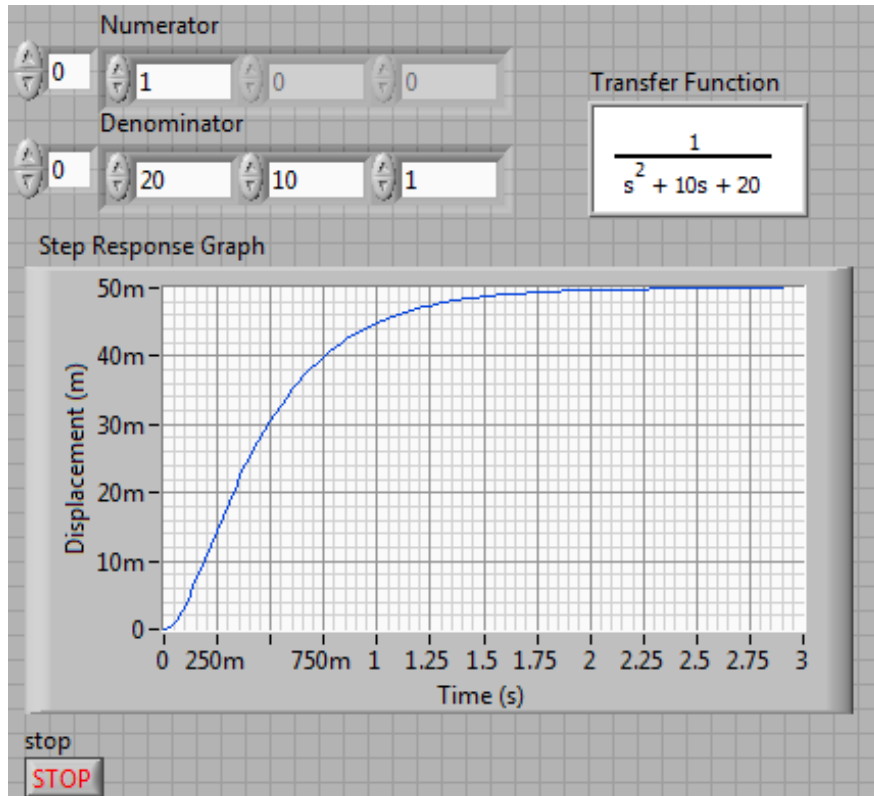 Numerator
0 1 0 0
Denominator
0 20 10 1
Transfer Function
1
s2 + 10s + 20
Step Response Graph
50m
40m
30m
20m
10m
0
Displacement (m)
0 250m 750m 1 1.25 1.5 1.75 2 2.25 2.5 2.75 3
Time (s)
stop
STOP